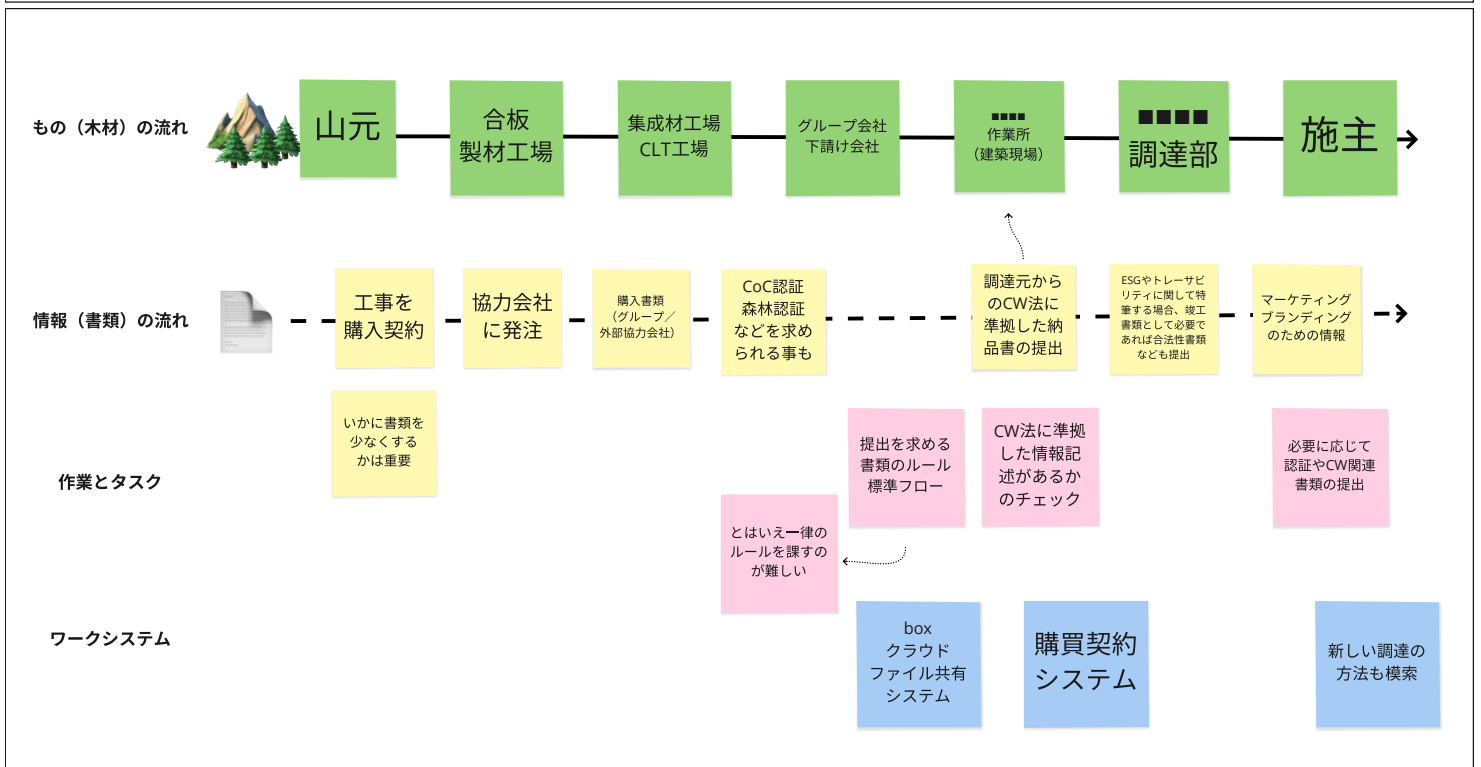 もの（木材）の流れ
山元
合板
製材工場
集成材工場
CLT工場
グループ会社
下請け会社
■■■■
作業所
（建築現場）
■■■■
調達部
施主
情報（書類）の流れ
工事を
購入契約
協力会社
に発注
購入書類
（グループ／
外部協力会社）
CoC認証
森林認証
などを求め
られる事も
調達元から
のCW法に
準拠した納
品書の提出
ESGやトレーサビ
リティに関して特
筆する場合、竣工
書類として必要で
あれば合法性書類
なども提出
マーケティング
ブランディング
のための情報
作業とタスク
いかに書類を
少なくする
かは重要
とはいえ一律の
ルールを課すの
が難しい
提出を求める
書類のルール
標準フロー
CW法に準拠
した情報記
述があるか
のチェック
必要に応じて
認証やCW関連
書類の提出
ワークシステム
box
クラウド
ファイル共有
システム
購買契約
システム
新しい調達の
方法も模索